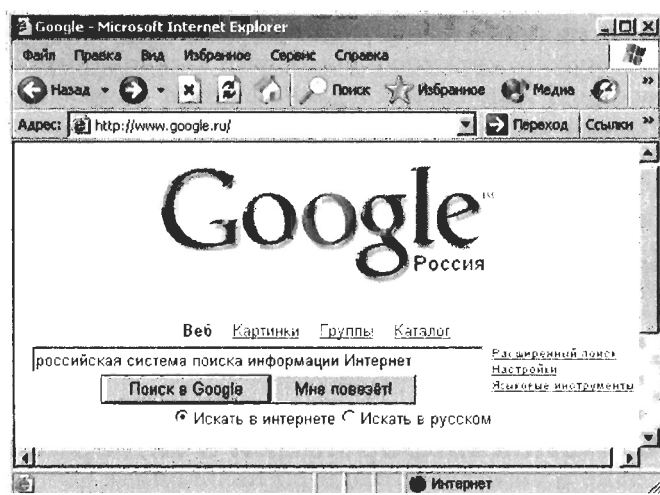 Google - Microsoft Internet Explorer
Файл Правка Вид Избранное Сервис Справка
Назад Поиск Избранное Медиа »
Адрес: http://www.google.ru/ Переход Ссылки »
Google™
Россия
Веб Картинки Группы Каталог
российская система поиска информации Интернет
Расширенный поиск
Настройки
Языковые инструменты
Поиск в Google Мне повезёт!
Искать в интернете Искать в русском
Интернет